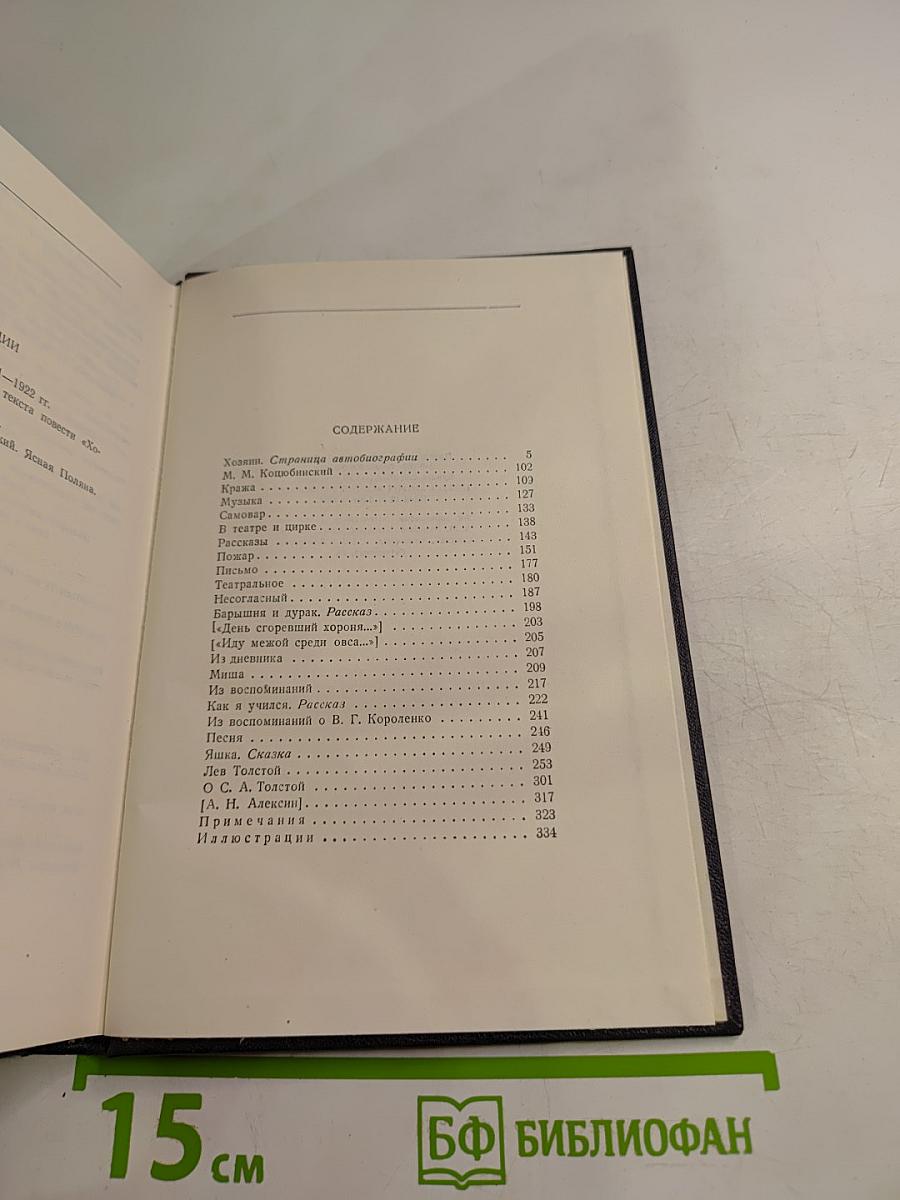 ЦИИ
1—1922 гг.
текста повести «Хо-
кий. Ясная Поляна.
СОДЕРЖАНИЕ
Хозяин. Страница автобиографии . . . . . . . . . . 5
М. М. Коцюбинский . . . . . . . . . . . . . . . . . 102
Кража . . . . . . . . . . . . . . . . . . . . . . . . 109
Музыка . . . . . . . . . . . . . . . . . . . . . . . 127
Самовар . . . . . . . . . . . . . . . . . . . . . . . 133
В театре и цирке . . . . . . . . . . . . . . . . . . 138
Рассказы . . . . . . . . . . . . . . . . . . . . . . 143
Пожар . . . . . . . . . . . . . . . . . . . . . . . . 151
Письмо . . . . . . . . . . . . . . . . . . . . . . . 177
Театральное . . . . . . . . . . . . . . . . . . . . . 180
Несогласный . . . . . . . . . . . . . . . . . . . . . 187
Барышня и дурак. Рассказ . . . . . . . . . . . . . . 198
[«День сгоревший хороня...»] . . . . . . . . . . . . 203
[«Иду межой среди овса...»] . . . . . . . . . . . . . 205
Из дневника . . . . . . . . . . . . . . . . . . . . . 207
Миша . . . . . . . . . . . . . . . . . . . . . . . . 209
Из воспоминаний . . . . . . . . . . . . . . . . . . . 217
Как я учился. Рассказ . . . . . . . . . . . . . . . . 222
Из воспоминаний о В. Г. Короленко . . . . . . . . . 241
Песня . . . . . . . . . . . . . . . . . . . . . . . . 246
Яшка. Сказка . . . . . . . . . . . . . . . . . . . . 249
Лев Толстой . . . . . . . . . . . . . . . . . . . . . 253
О С. А. Толстой . . . . . . . . . . . . . . . . . . . 301
[А. Н. Алексин] . . . . . . . . . . . . . . . . . . . 317
Примечания . . . . . . . . . . . . . . . . . . . . . 323
Иллюстрации . . . . . . . . . . . . . . . . . . . . . 334
15 см
БФ БИБЛИОФАН